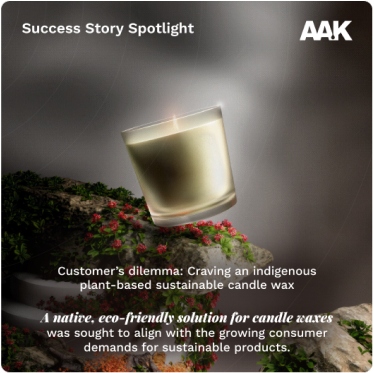 Success Story Spotlight
AAK
Customer's dilemma: Craving an indigenous
plant-based sustainable candle wax
A native, eco-friendly solution for candle waxes
was sought to align with the growing consumer
demands for sustainable products.